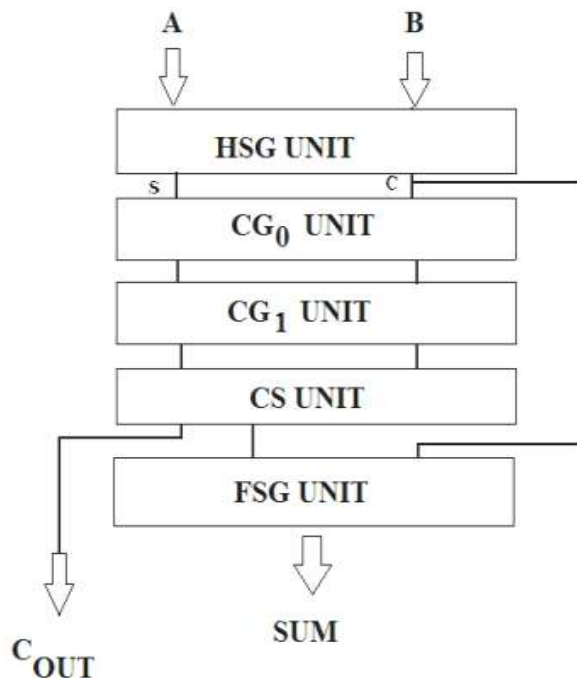 A B
HSG UNIT
s C
CG0 UNIT
CG1 UNIT
CS UNIT
FSG UNIT
SUM
COUT